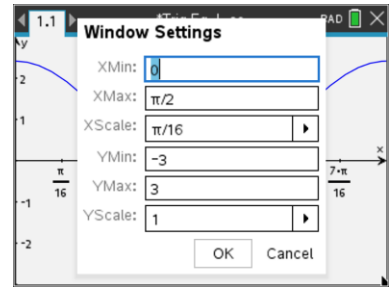 1.1
RAD
Window Settings
XMin: 0
XMax: π/2
XScale: π/16
YMin: -3
YMax: 3
YScale: 1
OK Cancel
y
2
1
-1
-2
π
16
7·π
16
x